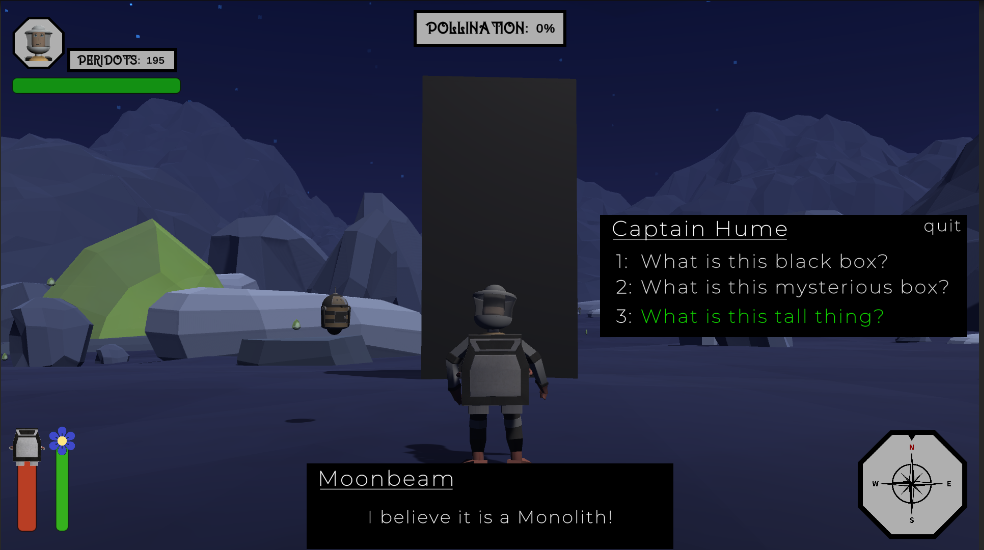 POLLINATION: 0%
PERIDOTS: 195
Captain Hume
quit
1: What is this black box?
2: What is this mysterious box?
3: What is this tall thing?
N
W
E
S
Moonbeam
I believe it is a Monolith!